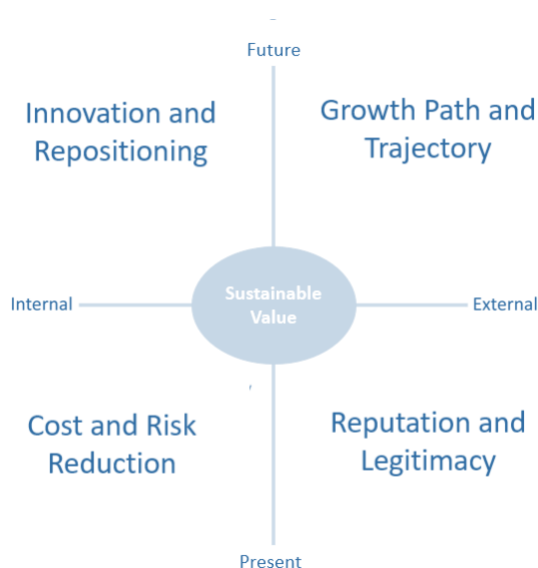 Future
Innovation and
Repositioning
Growth Path and
Trajectory
Sustainable
Value
Internal
External
Cost and Risk
Reduction
Reputation and
Legitimacy
Present